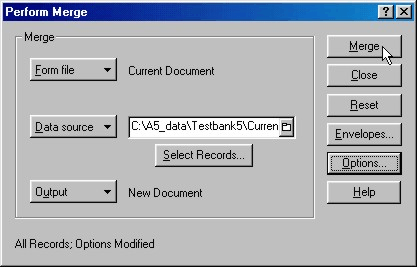 Perform Merge
Merge
Form file Current Document
Data source C:\A5_data\Testbank5\Curren
Select Records...
Output New Document
All Records; Options Modified
Merge
Close
Reset
Envelopes...
Options...
Help